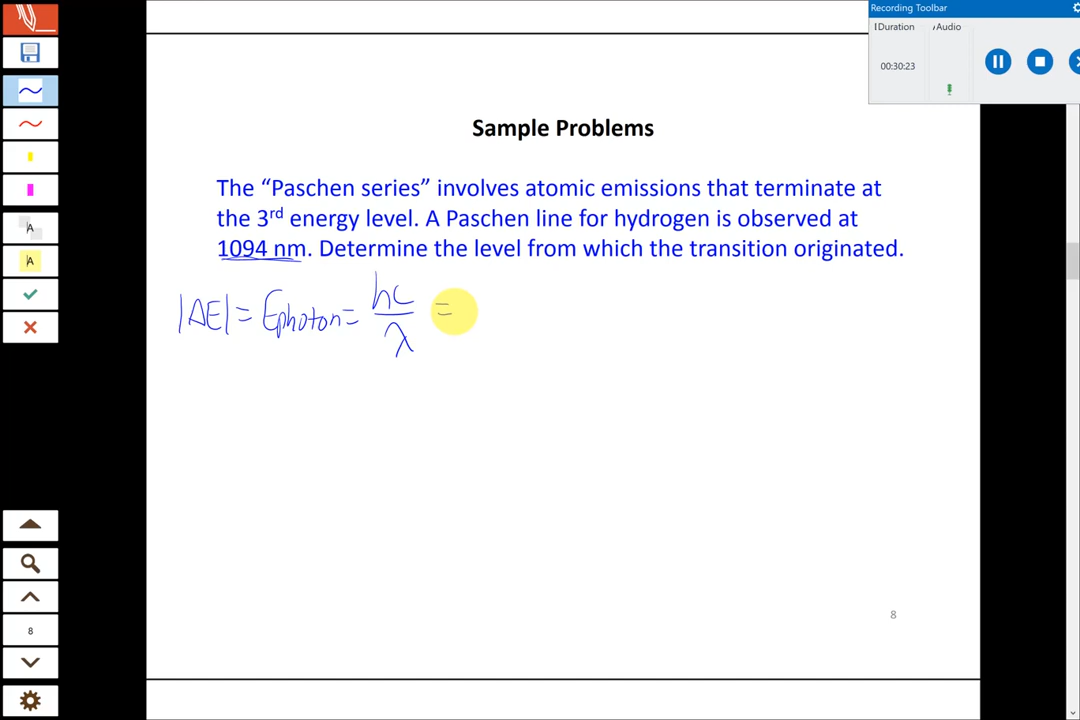 Recording Toolbar
Duration
Audio
00:30:23
Sample Problems
The “Paschen series” involves atomic emissions that terminate at
the 3rd energy level. A Paschen line for hydrogen is observed at
1094 nm. Determine the level from which the transition originated.
|ΔE| = Ephoton = hc/λ =
A
A
8
8